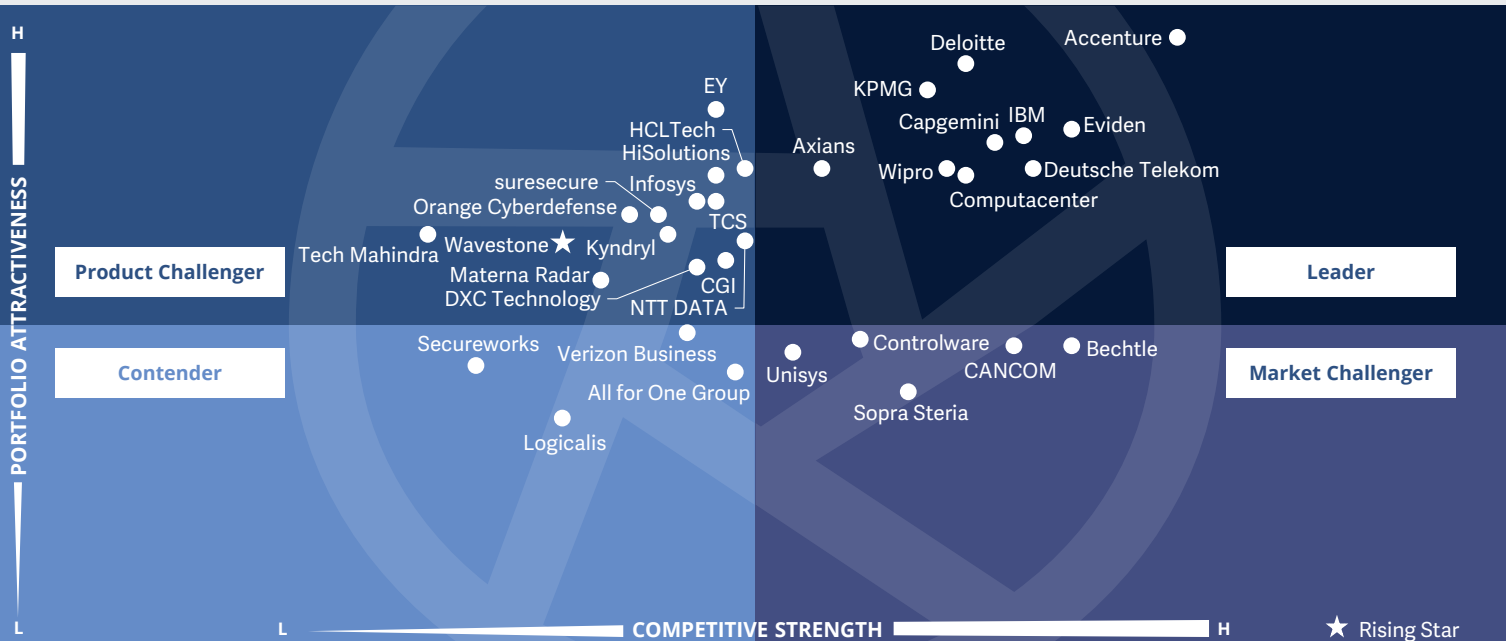 H
PORTFOLIO ATTRACTIVENESS
L
Product Challenger
Leader
Contender
Market Challenger
Accenture
Deloitte
KPMG
EY
Capgemini
IBM
Eviden
HCLTech
HiSolutions
Axians
Wipro
Deutsche Telekom
Computacenter
suresecure
Infosys
Orange Cyberdefense
TCS
Tech Mahindra
Wavestone
Kyndryl
Materna Radar
CGI
DXC Technology
NTT DATA
Secureworks
Verizon Business
All for One Group
Logicalis
Unisys
Controlware
CANCOM
Bechtle
Sopra Steria
L
COMPETITIVE STRENGTH
H
Rising Star